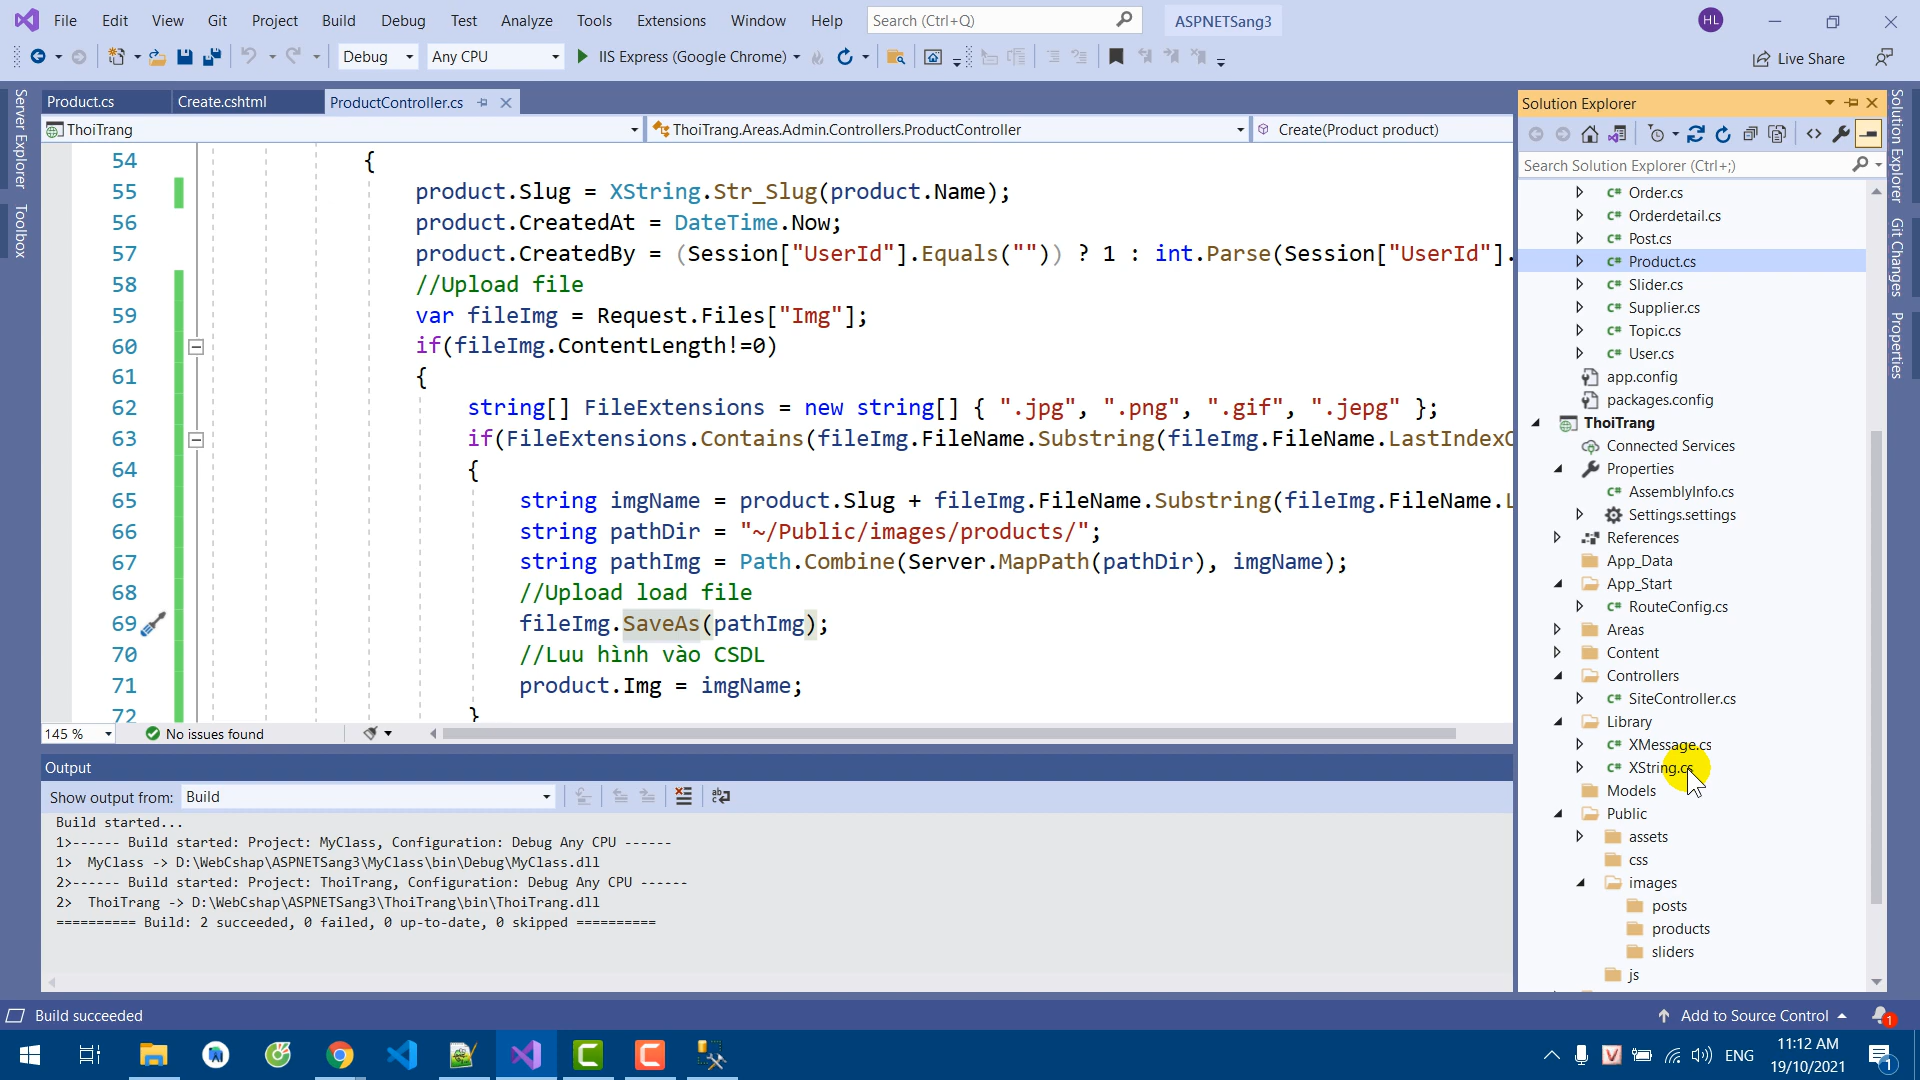 File Edit View Git Project Build Debug Test Analyze Tools Extensions Window Help Search (Ctrl+Q) ASPNETSang3 HL
Debug Any CPU IIS Express (Google Chrome) Live Share
Server Explorer
Toolbox
Product.cs Create.cshtml ProductController.cs
ThoiTrang ThoiTrang.Areas.Admin.Controllers.ProductController Create(Product product)
54 {
55 product.Slug = XString.Str_Slug(product.Name);
56 product.CreatedAt = DateTime.Now;
57 product.CreatedBy = (Session["UserId"].Equals("")) ? 1 : int.Parse(Session["UserId"].
58 //Upload file
59 var fileImg = Request.Files["Img"];
60 if(fileImg.ContentLength!=0)
61 {
62 string[] FileExtensions = new string[] { ".jpg", ".png", ".gif", ".jepg" };
63 if(FileExtensions.Contains(fileImg.FileName.Substring(fileImg.FileName.LastIndexO
64 {
65 string imgName = product.Slug + fileImg.FileName.Substring(fileImg.FileName.L
66 string pathDir = "~/Public/images/products/";
67 string pathImg = Path.Combine(Server.MapPath(pathDir), imgName);
68 //Upload load file
69 fileImg.SaveAs(pathImg);
70 //Luu hình vào CSDL
71 product.Img = imgName;
72 }
145 % No issues found
Output
Show output from: Build
Build started...
1>------ Build started: Project: MyClass, Configuration: Debug Any CPU ------
1> MyClass -> D:\WebCshap\ASPNETSang3\MyClass\bin\Debug\MyClass.dll
2>------ Build started: Project: ThoiTrang, Configuration: Debug Any CPU ------
2> ThoiTrang -> D:\WebCshap\ASPNETSang3\ThoiTrang\bin\ThoiTrang.dll
========== Build: 2 succeeded, 0 failed, 0 up-to-date, 0 skipped ==========
Solution Explorer
Search Solution Explorer (Ctrl+;)
C# Order.cs
C# Orderdetail.cs
C# Post.cs
C# Product.cs
C# Slider.cs
C# Supplier.cs
C# Topic.cs
C# User.cs
app.config
packages.config
ThoiTrang
Connected Services
Properties
C# AssemblyInfo.cs
Settings.settings
References
App_Data
App_Start
C# RouteConfig.cs
Areas
Content
Controllers
C# SiteController.cs
Library
C# XMessage.cs
C# XString.cs
Models
Public
assets
css
images
posts
products
sliders
js
Solution Explorer
Git Changes
Properties
Build succeeded Add to Source Control 1
ENG 11:12 AM
19/10/2021 1